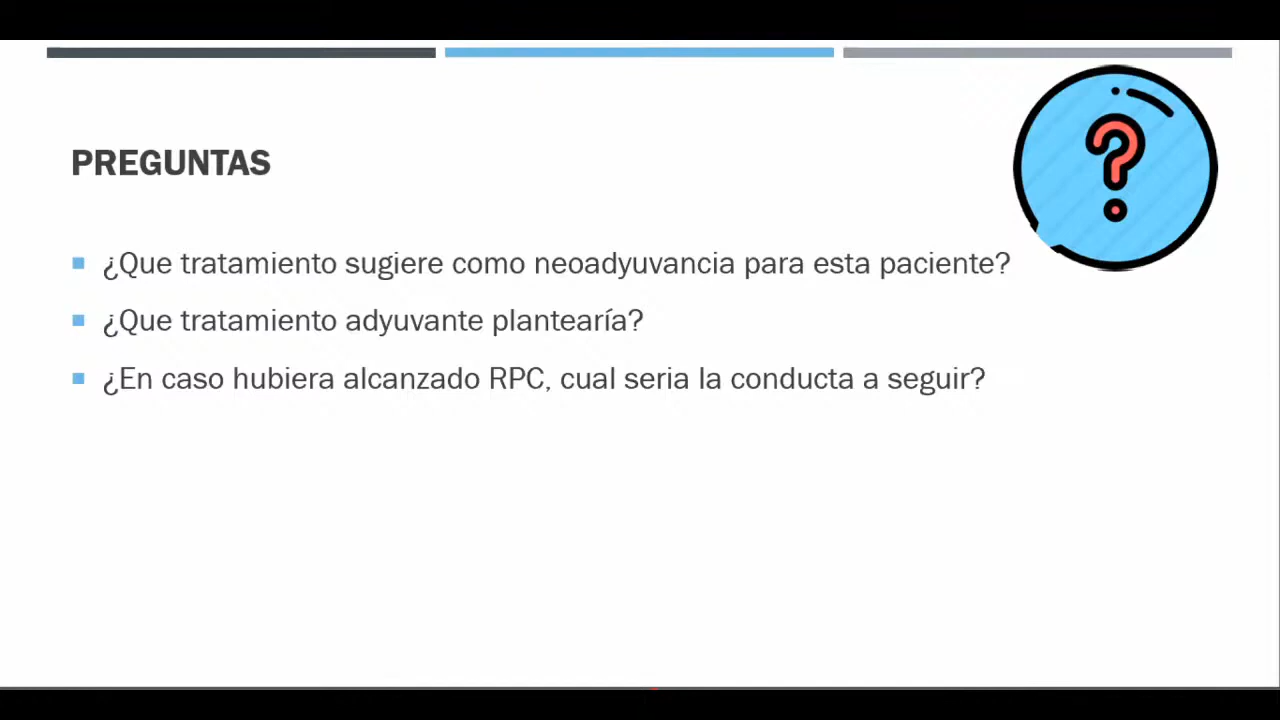 PREGUNTAS
¿Que tratamiento sugiere como neoadyuvancia para esta paciente?
¿Que tratamiento adyuvante plantearía?
¿En caso hubiera alcanzado RPC, cual seria la conducta a seguir?